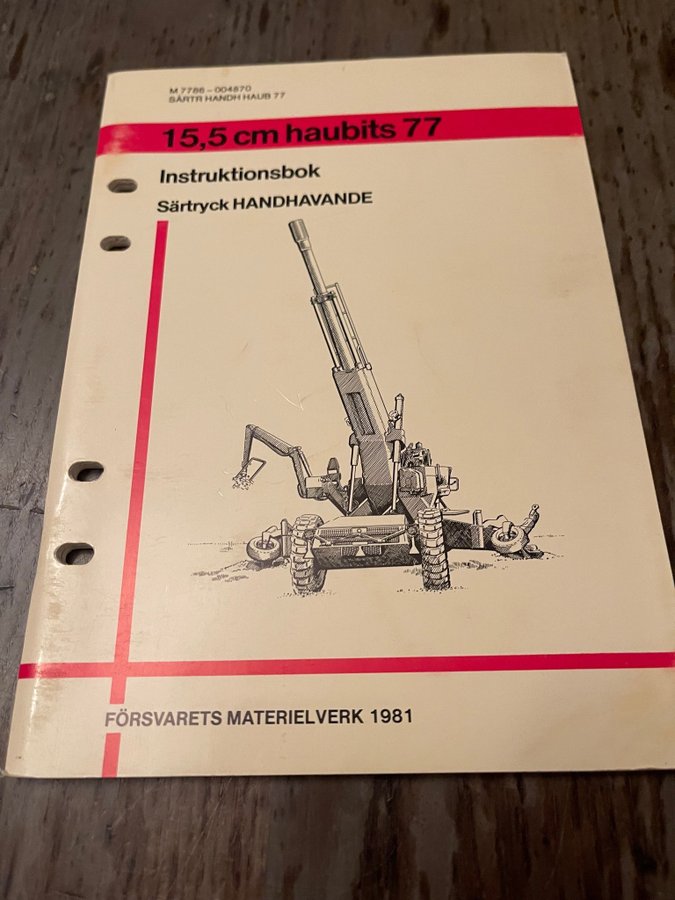 M 7786-004870
SÄRTR HANDH HAUB 77
15,5 cm haubits 77
Instruktionsbok
Särtryck HANDHAVANDE
FÖRSVARETS MATERIELVERK 1981